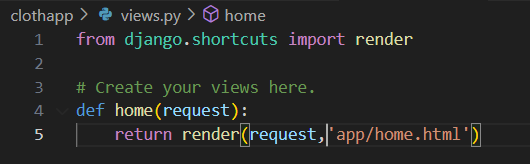 clothapp > views.py > home
1 from django.shortcuts import render
2
3 # Create your views here.
4 def home(request):
5     return render(request,'app/home.html')